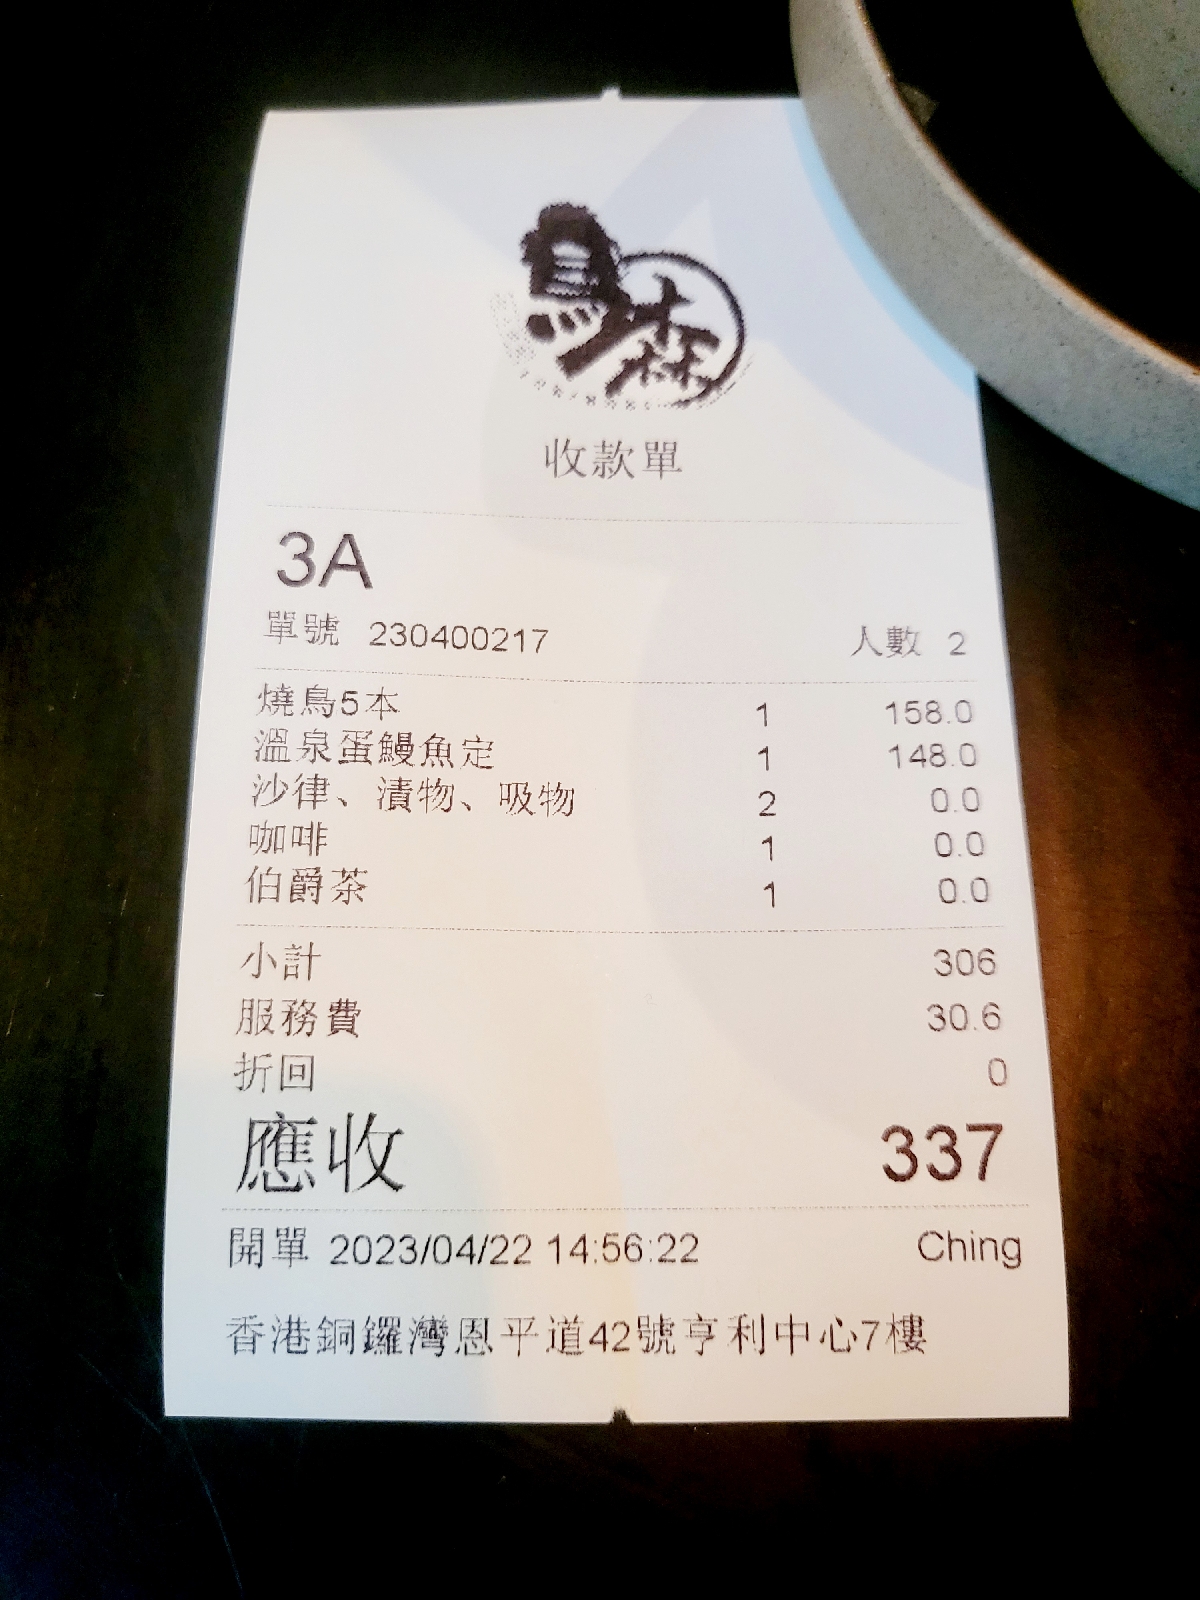 鳥森
收款單
3A
單號 230400217 人數 2
燒鳥5本 1 158.0
溫泉蛋鰻魚定 1 148.0
沙律、漬物、吸物 2 0.0
咖啡 1 0.0
伯爵茶 1 0.0
小計 306
服務費 30.6
折回 0
應收 337
開單 2023/04/22 14:56:22 Ching
香港銅鑼灣恩平道42號亨利中心7樓